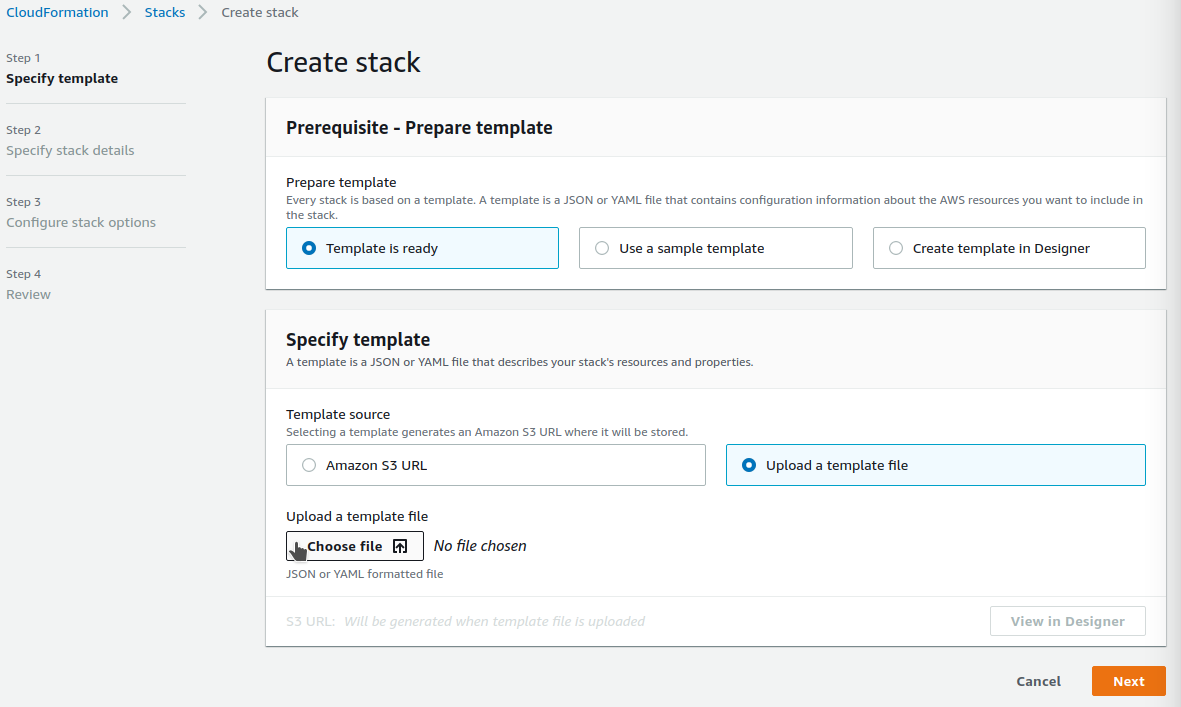 CloudFormation > Stacks > Create stack
Step 1
Specify template
Step 2
Specify stack details
Step 3
Configure stack options
Step 4
Review
Create stack
Prerequisite - Prepare template
Prepare template
Every stack is based on a template. A template is a JSON or YAML file that contains configuration information about the AWS resources you want to include in
the stack.
Template is ready
Use a sample template
Create template in Designer
Specify template
A template is a JSON or YAML file that describes your stack's resources and properties.
Template source
Selecting a template generates an Amazon S3 URL where it will be stored.
Amazon S3 URL
Upload a template file
Upload a template file
Choose file No file chosen
JSON or YAML formatted file
S3 URL: Will be generated when template file is uploaded
View in Designer
Cancel
Next